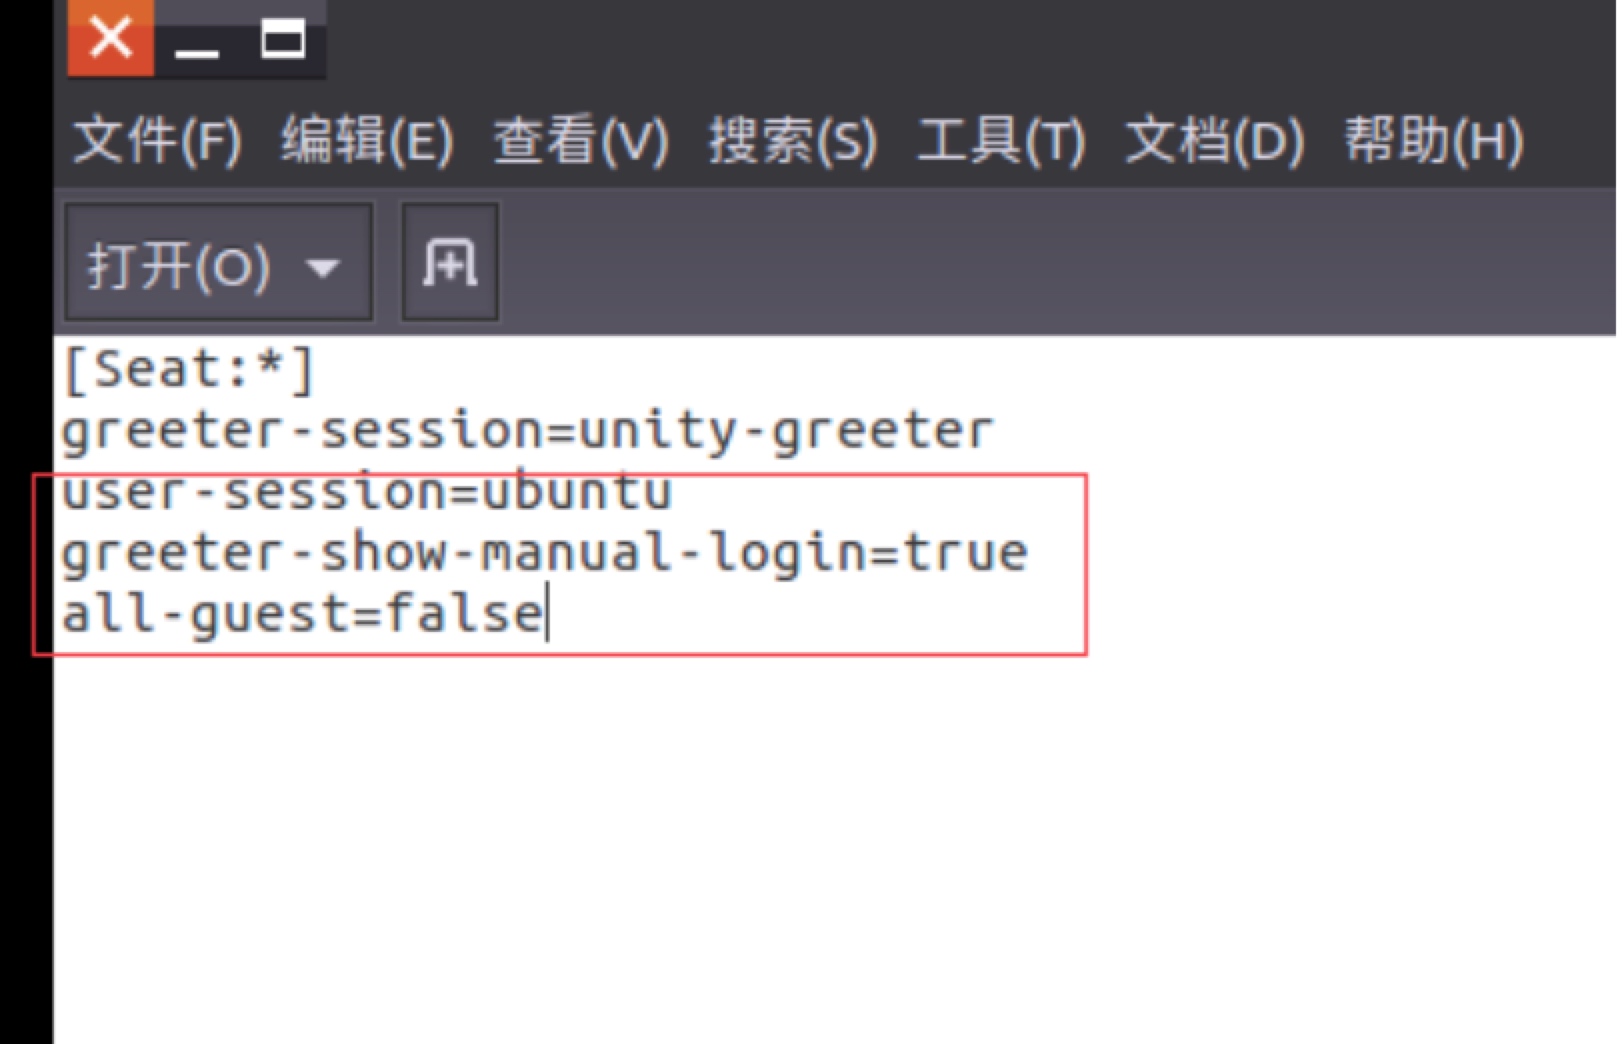 文件(F) 编辑(E) 查看(V) 搜索(S) 工具(T) 文档(D) 帮助(H)
打开(O)
[Seat:*]
greeter-session=unity-greeter
user-session=ubuntu
greeter-show-manual-login=true
all-guest=false